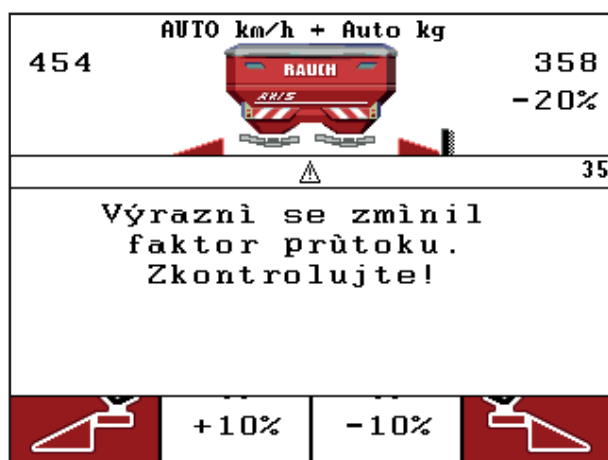 AUTO km/h + Auto kg
454
358
-20%
RAUCH
AXIS
35
Výraznì se zmìnil
faktor prùtoku.
Zkontrolujte!
+10%
-10%